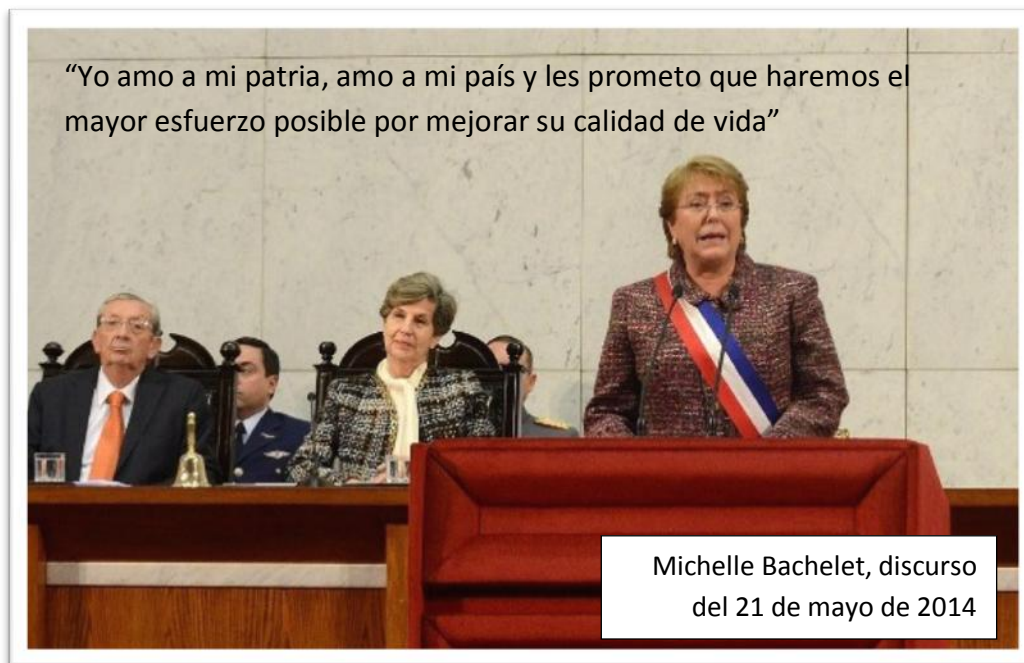 “Yo amo a mi patria, amo a mi país y les prometo que haremos el
mayor esfuerzo posible por mejorar su calidad de vida”
Michelle Bachelet, discurso
del 21 de mayo de 2014